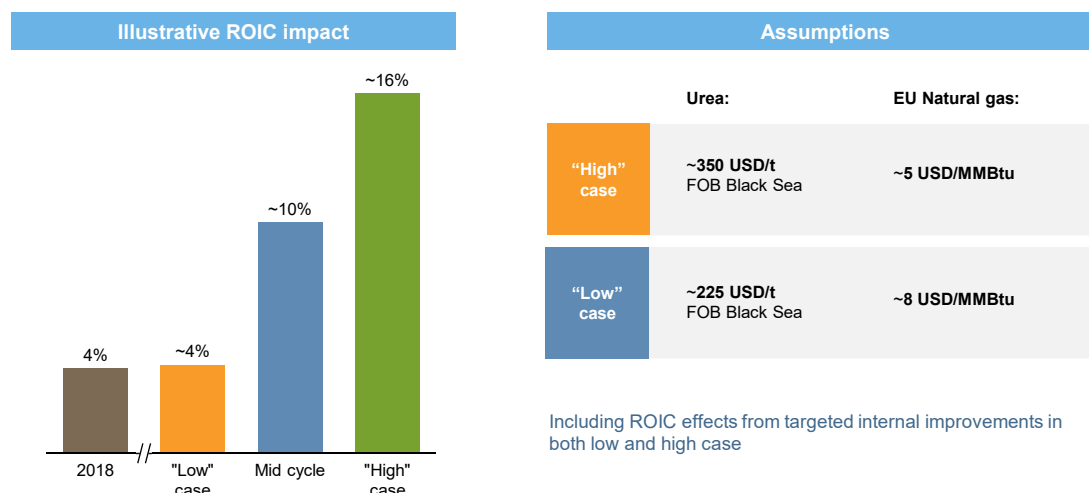 Illustrative ROIC impact
~16%
~10%
4%
~4%
2018
"Low"
case
Mid cycle
"High"
case
Assumptions
Urea:
EU Natural gas:
“High”
case
~350 USD/t
FOB Black Sea
~5 USD/MMBtu
“Low”
case
~225 USD/t
FOB Black Sea
~8 USD/MMBtu
Including ROIC effects from targeted internal improvements in
both low and high case